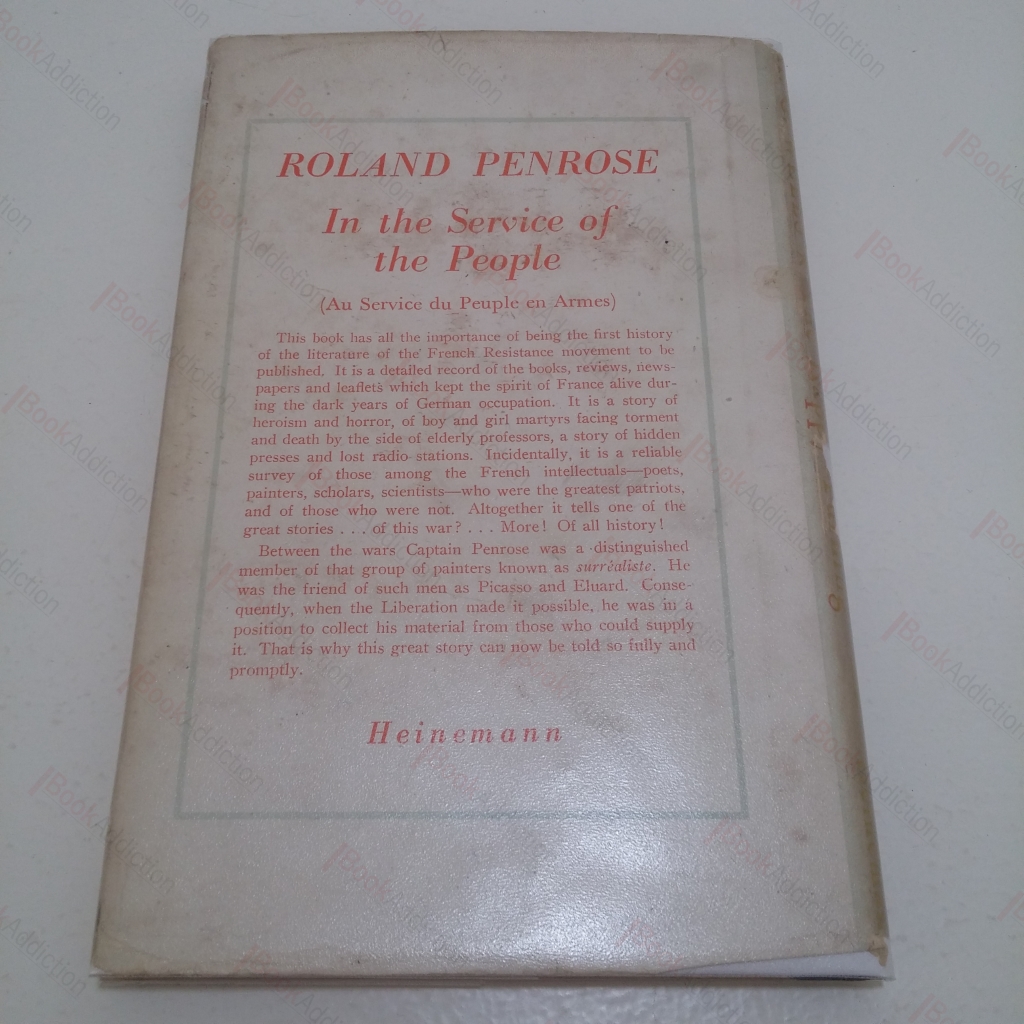 ROLAND PENROSE
In the Service of
the People
(Au Service du Peuple en Armes)
This book has all the importance of being the first history
of the literature of the French Resistance movement to be
published. It is a detailed record of the books, reviews, news-
papers and leaflets which kept the spirit of France alive dur-
ing the dark years of German occupation. It is a story of
heroism and horror, of boy and girl martyrs facing torment
and death by the side of elderly professors, a story of hidden
presses and lost radio stations. Incidentally, it is a reliable
survey of those among the French intellectuals—poets,
painters, scholars, scientists—who were the greatest patriots,
and of those who were not. Altogether it tells one of the
great stories . . . of this war? . . . More! Of all history!
Between the wars Captain Penrose was a distinguished
member of that group of painters known as surréaliste. He
was the friend of such men as Picasso and Eluard. Conse-
quently, when the Liberation made it possible, he was in a
position to collect his material from those who could supply
it. That is why this great story can now be told so fully and
promptly.
Heinemann
BookAddiction